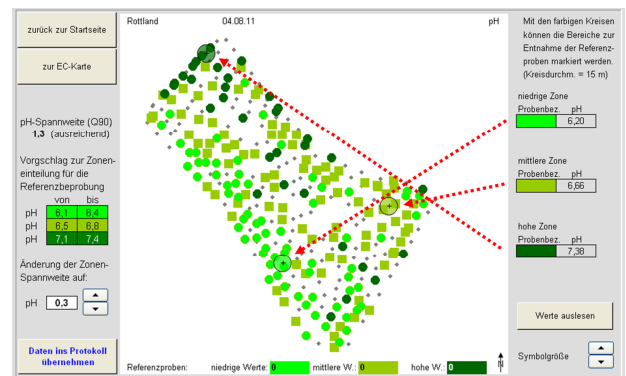 zurück zur Startseite
zur EC-Karte
pH-Spannweite (Q90)
1,3 (ausreichend)
Vorgschlag zur Zonen-
einteilung für die
Referenzbeprobung
von bis
pH 6,1 6,4
pH 6,5 6,8
pH 7,1 7,4
Änderung der Zonen-
Spannweite auf:
pH 0,3
Daten ins Protokoll
übernehmen
Rottland 04.08.11 pH
Referenzproben: niedrige Werte: 0 mittlere W.: 0 hohe W.: 0 N
Mit den farbigen Kreisen
können die Bereiche zur
Entnahme der Referenz-
proben markiert werden.
(Kreisdurchm. = 15 m)
niedrige Zone
Probenbez. pH
6,20
mittlere Zone
Probenbez. pH
6,66
hohe Zone
Probenbez. pH
7,38
Werte auslesen
Symbolgröße